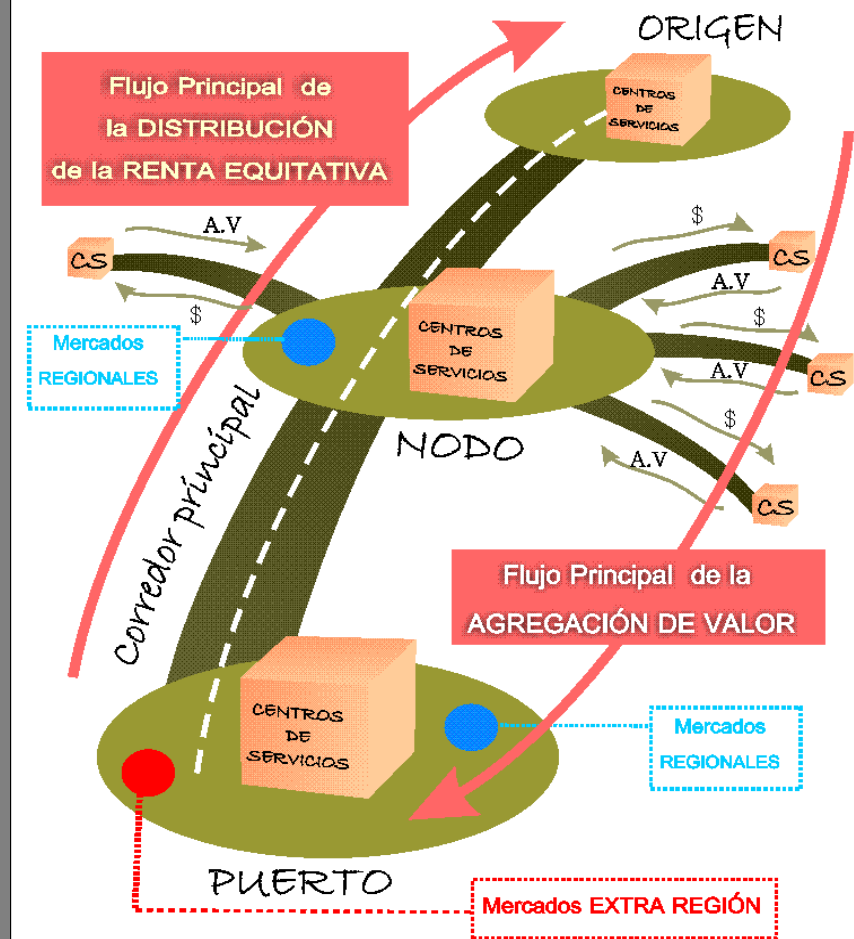 ORIGEN
Flujo Principal de
la DISTRIBUCIÓN
de la RENTA EQUITATIVA
CENTROS
DE
SERVICIOS
A.V
$
CS
$
CS
A.V
$
CS
A.V
$
CS
A.V
Mercados
REGIONALES
CENTROS
DE
SERVICIOS
NODO
corredor principal
Flujo Principal de la
AGREGACIÓN DE VALOR
CENTROS
DE
SERVICIOS
Mercados
REGIONALES
PUERTO
Mercados EXTRA REGIÓN